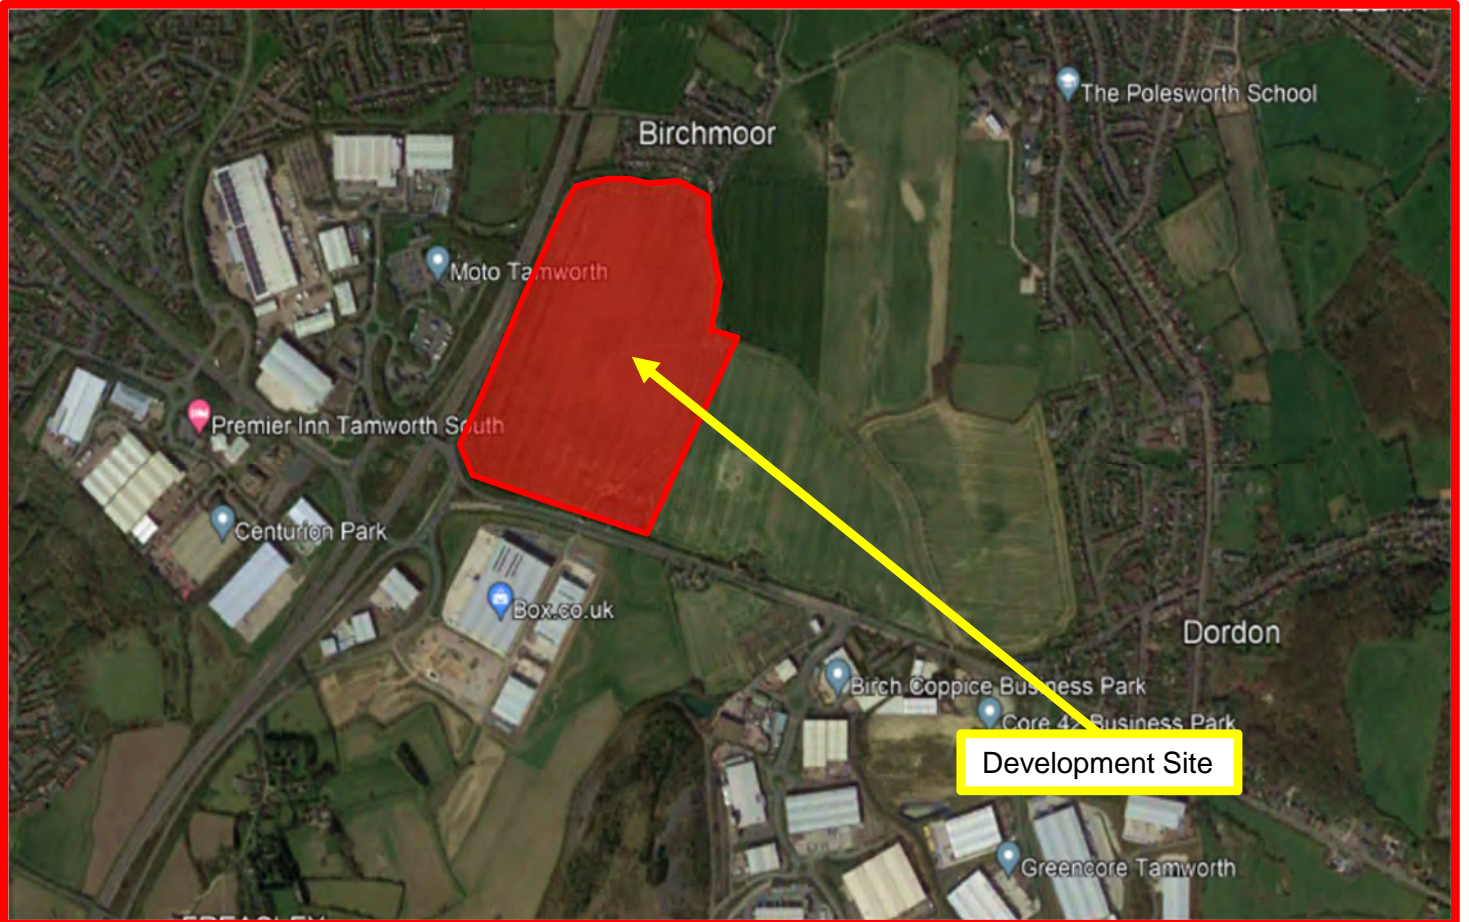 Birchmoor
The Polesworth School
Moto Tamworth
Premier Inn Tamworth South
Centurion Park
Box.co.uk
Dordon
Birch Coppice Business Park
Core 42 Business Park
Development Site
Greencore Tamworth